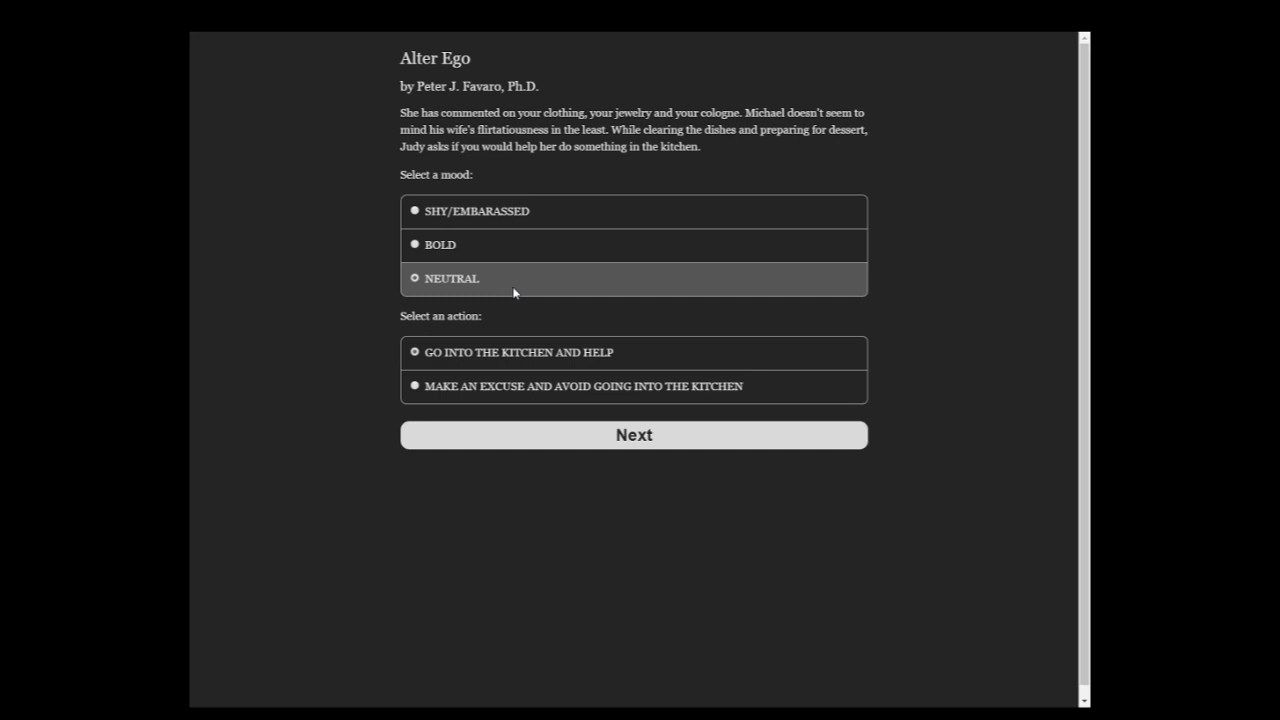 Alter Ego
by Peter J. Favaro, Ph.D.
She has commented on your clothing, your jewelry and your cologne. Michael doesn't seem to
mind his wife's flirtatiousness in the least. While clearing the dishes and preparing for dessert,
Judy asks if you would help her do something in the kitchen.
Select a mood:
SHY/EMBARASSED
BOLD
NEUTRAL
Select an action:
GO INTO THE KITCHEN AND HELP
MAKE AN EXCUSE AND AVOID GOING INTO THE KITCHEN
Next